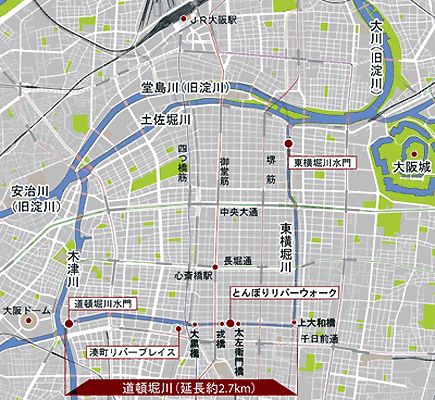 JR大阪駅
大川(旧淀川)
堂島川(旧淀川)
土佐堀川
四つ橋筋
御堂筋
堺筋
東横堀川水門
大阪城
安治川
(旧淀川)
中央大通
東横堀川
木津川
長堀通
心斎橋駅
とんぼりリバーウォーク
大阪ドーム
道頓堀川水門
上大和橋
湊町リバープレイス
大黒橋
戎橋
太左衛門橋
千日前通
道頓堀川(延長約2.7km)